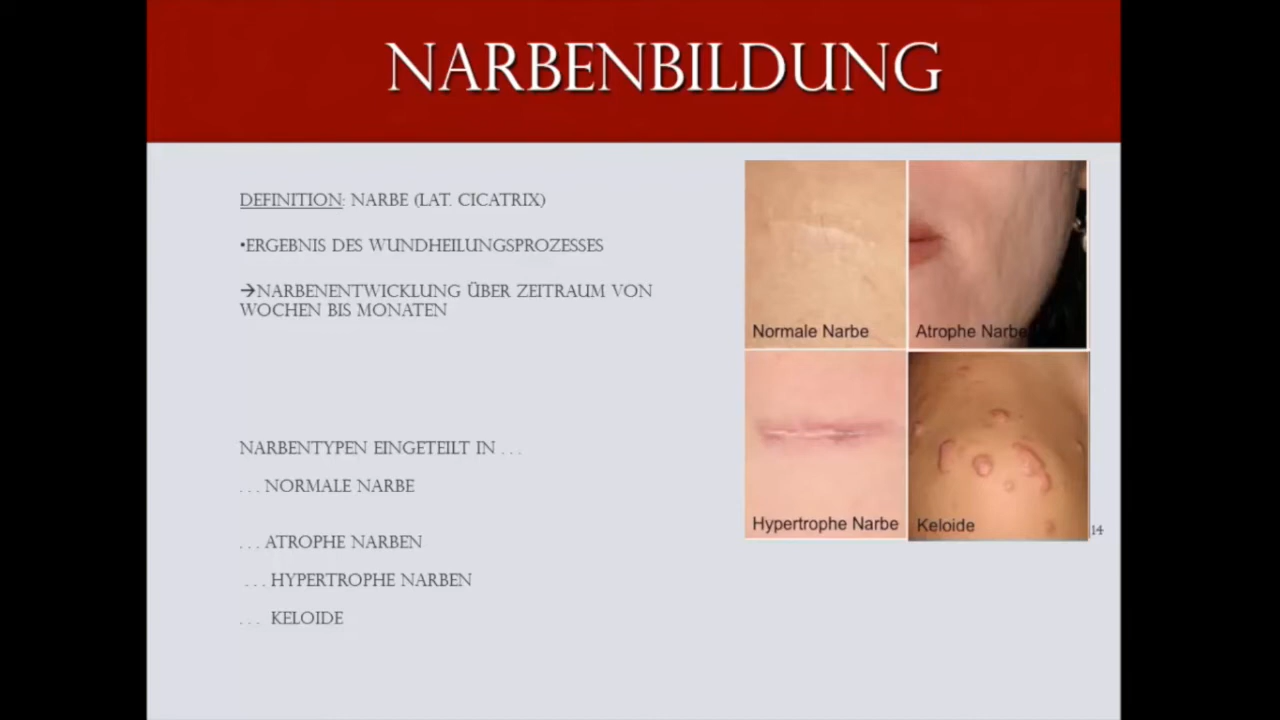 NARBENBILDUNG
DEFINITION: NARBE (LAT. CICATRIX)
•ERGEBNIS DES WUNDHEILUNGSPROZESSES
→NARBENENTWICKLUNG ÜBER ZEITRAUM VON
WOCHEN BIS MONATEN
NARBENTYPEN EINGETEILT IN . . .
. . . NORMALE NARBE
. . . ATROPHE NARBEN
. . . HYPERTROPHE NARBEN
. . . KELOIDE
Normale Narbe
Atrophe Narbe
Hypertrophe Narbe
Keloide
14